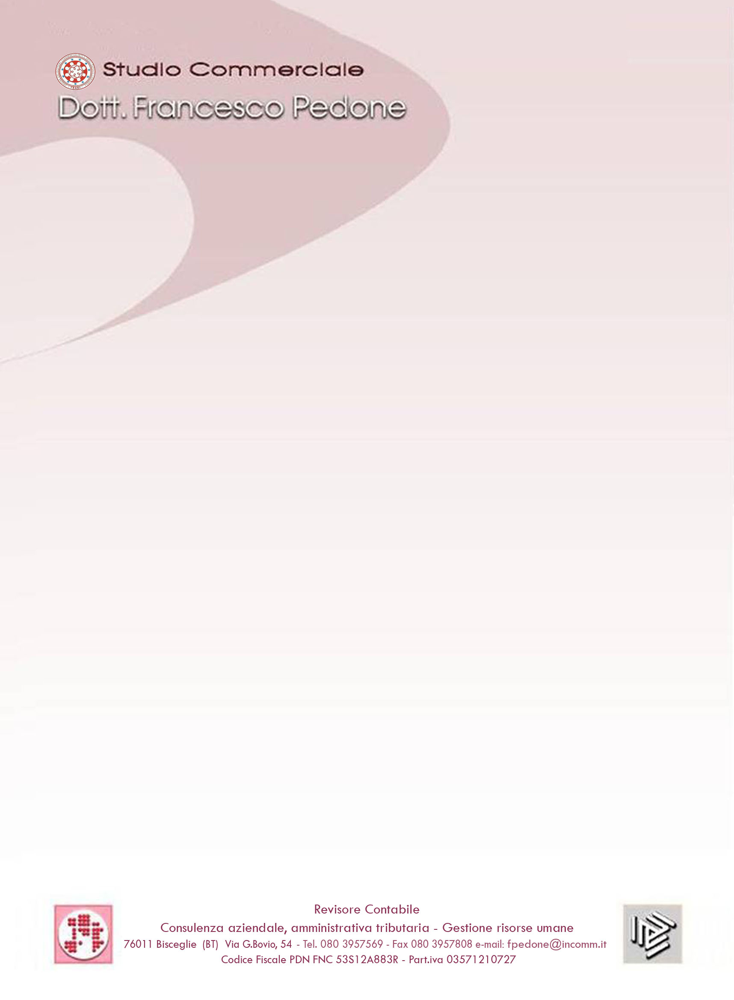 Studio Commerciale
Dott. Francesco Pedone
TRANI
Revisore Contabile
Consulenza aziendale, amministrativa tributaria - Gestione risorse umane
76011 Bisceglie (BT) Via G.Bovio, 54 - Tel. 080 3957569 - Fax 080 3957808 e-mail: fpedone@incomm.it
Codice Fiscale PDN FNC 53S12A883R - Part.iva 03571210727